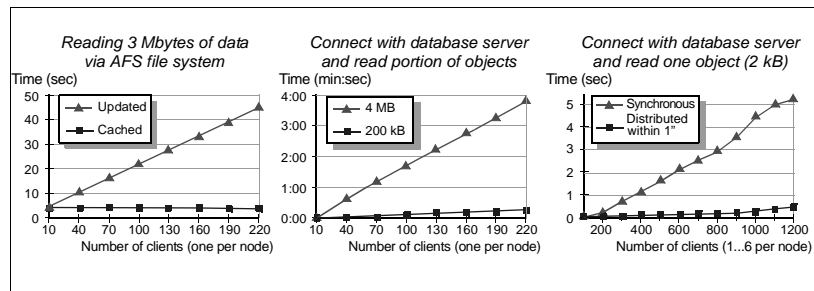 Reading 3 Mbytes of data
via AFS file system
Time (sec)
50
40
30
20
10
0
Updated
Cached
10 40 70 100 130 160 190 220
Number of clients (one per node)
Connect with database server
and read portion of objects
Time (min:sec)
4:00
3:00
2:00
1:00
0:00
4 MB
200 kB
10 40 70 100 130 160 190 220
Number of clients (one per node)
Connect with database server
and read one object (2 kB)
Time (sec)
5
4
3
2
1
0
Synchronous
Distributed
within 1”
200 400 600 800 1000 1200
Number of clients (1...6 per node)